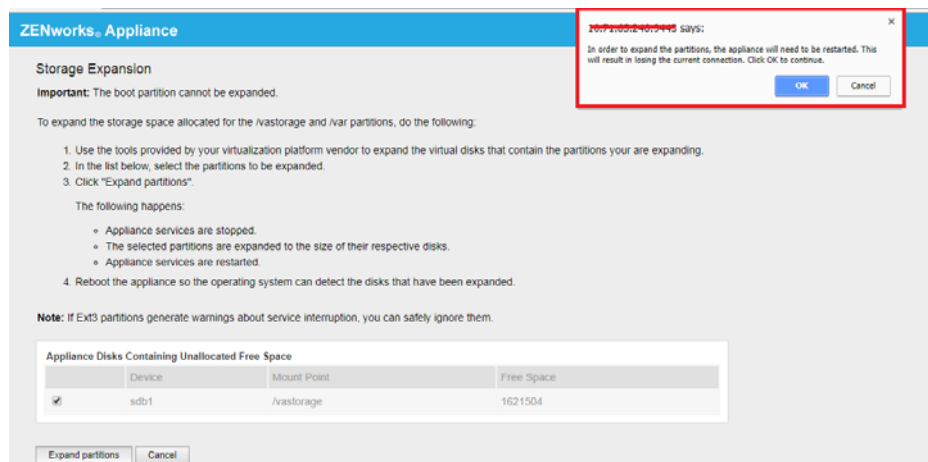 ZENworks® Appliance
says:
In order to expand the partitions, the appliance will need to be restarted. This
will result in losing the current connection. Click OK to continue.
OK
Cancel
Storage Expansion
Important: The boot partition cannot be expanded.
To expand the storage space allocated for the /vastorage and /var partitions, do the following:
1. Use the tools provided by your virtualization platform vendor to expand the virtual disks that contain the partitions your are expanding.
2. In the list below, select the partitions to be expanded.
3. Click "Expand partitions".
The following happens:
Appliance services are stopped.
The selected partitions are expanded to the size of their respective disks.
Appliance services are restarted.
4. Reboot the appliance so the operating system can detect the disks that have been expanded.
Note: If Ext3 partitions generate warnings about service interruption, you can safely ignore them.
Appliance Disks Containing Unallocated Free Space
Device Mount Point Free Space
sdb1 /vastorage 1621504
Expand partitions Cancel